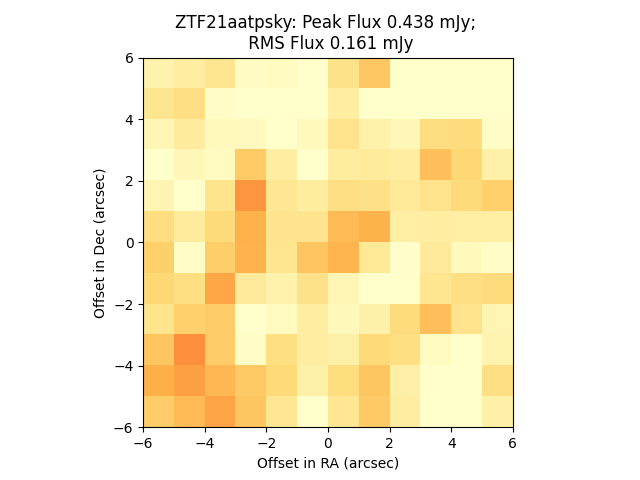 ZTF21aatpsky: Peak Flux 0.438 mJy;
RMS Flux 0.161 mJy
6
4
2
0
−2
−4
−6
Offset in Dec (arcsec)
−6 −4 −2 0 2 4 6
Offset in RA (arcsec)